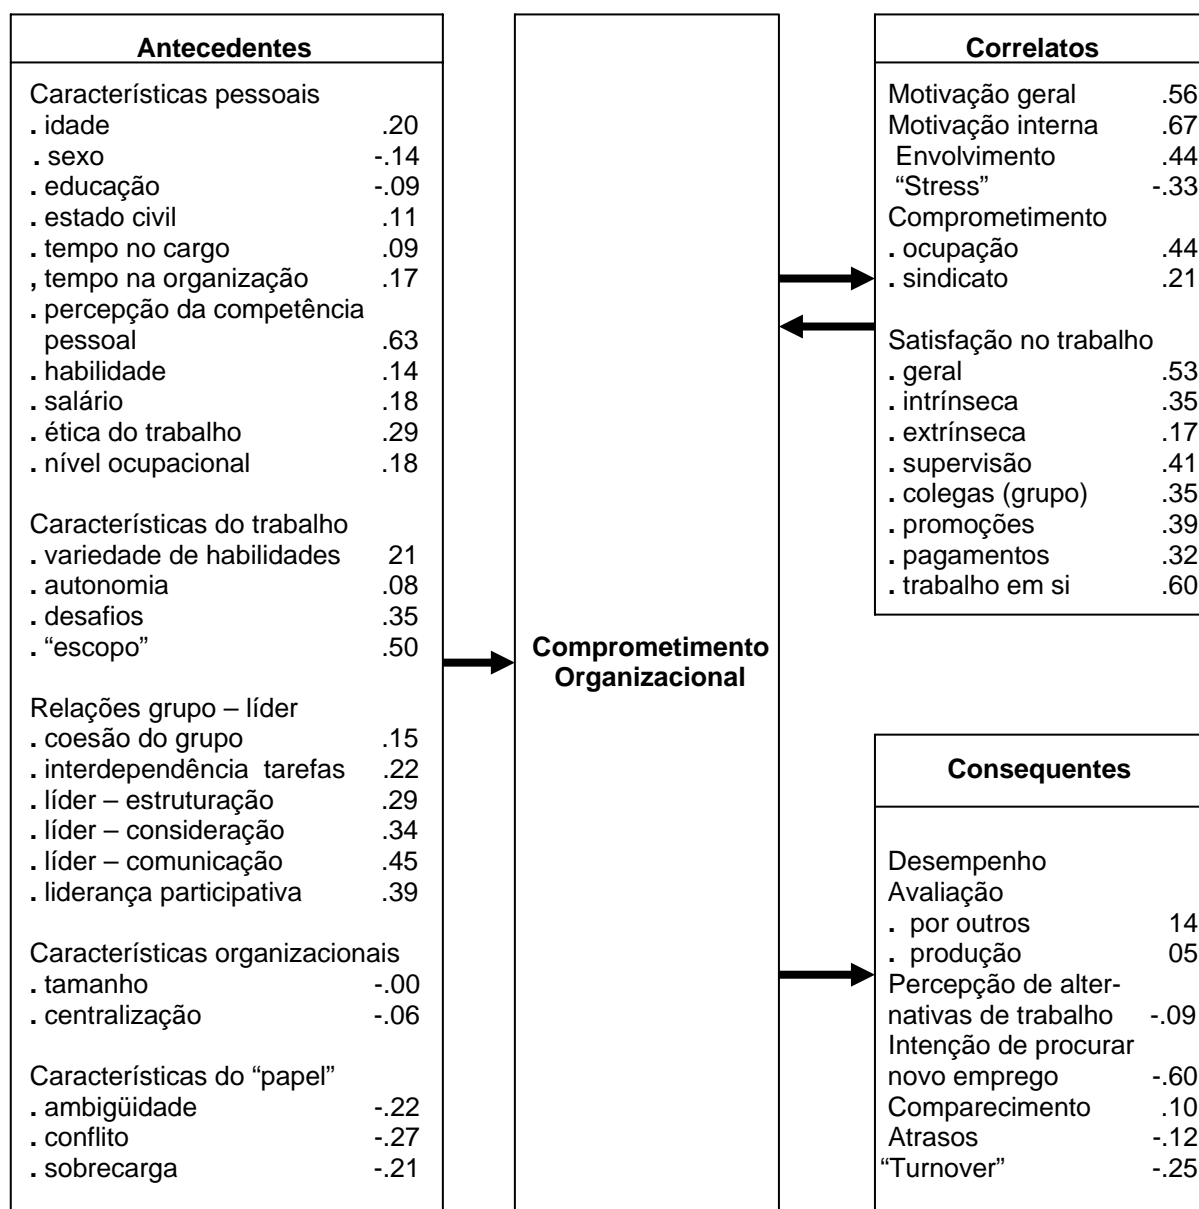 Antecedentes
Características pessoais
. idade .20
. sexo -.14
. educação -.09
. estado civil .11
. tempo no cargo .09
, tempo na organização .17
. percepção da competência
pessoal .63
. habilidade .14
. salário .18
. ética do trabalho .29
. nível ocupacional .18
Características do trabalho
. variedade de habilidades 21
. autonomia .08
. desafios .35
. “escopo” .50
Relações grupo – líder
. coesão do grupo .15
. interdependência tarefas .22
. líder – estruturação .29
. líder – consideração .34
. líder – comunicação .45
. liderança participativa .39
Características organizacionais
. tamanho -.00
. centralização -.06
Características do “papel”
. ambigüidade -.22
. conflito -.27
. sobrecarga -.21
Comprometimento
Organizacional
Correlatos
Motivação geral .56
Motivação interna .67
Envolvimento .44
“Stress” -.33
Comprometimento
. ocupação .44
. sindicato .21
Satisfação no trabalho
. geral .53
. intrínseca .35
. extrínseca .17
. supervisão .41
. colegas (grupo) .35
. promoções .39
. pagamentos .32
. trabalho em si .60
Consequentes
Desempenho
Avaliação
. por outros 14
. produção 05
Percepção de alter-
nativas de trabalho -.09
Intenção de procurar
novo emprego -.60
Comparecimento .10
Atrasos -.12
“Turnover” -.25